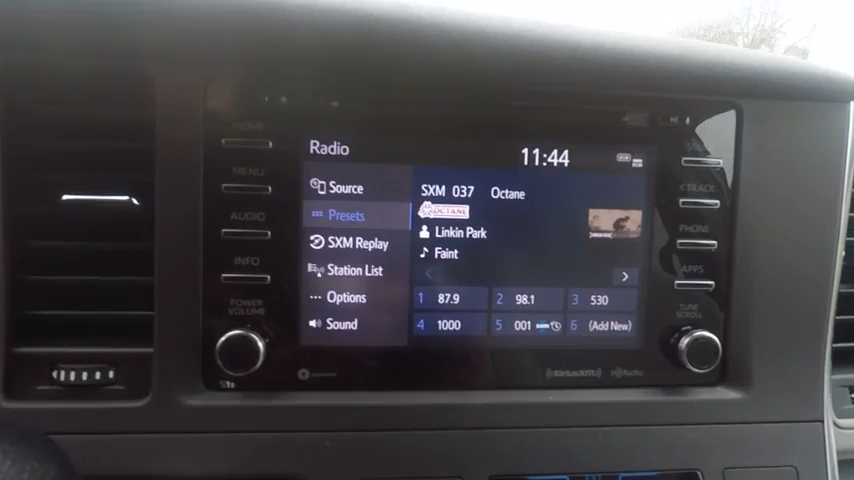 HOME
MENU
AUDIO
INFO
POWER
VOLUME
Radio
11:44
Source
Presets
SXM Replay
Station List
Options
Sound
SXM 037 Octane
OCTANE
Linkin Park
Faint
1 87.9
2 98.1
3 530
4 1000
5 001
6 (Add New)
<TRACK
PHONE
APPS
TUNE
SCROLL
SiriusXM
HD Radio